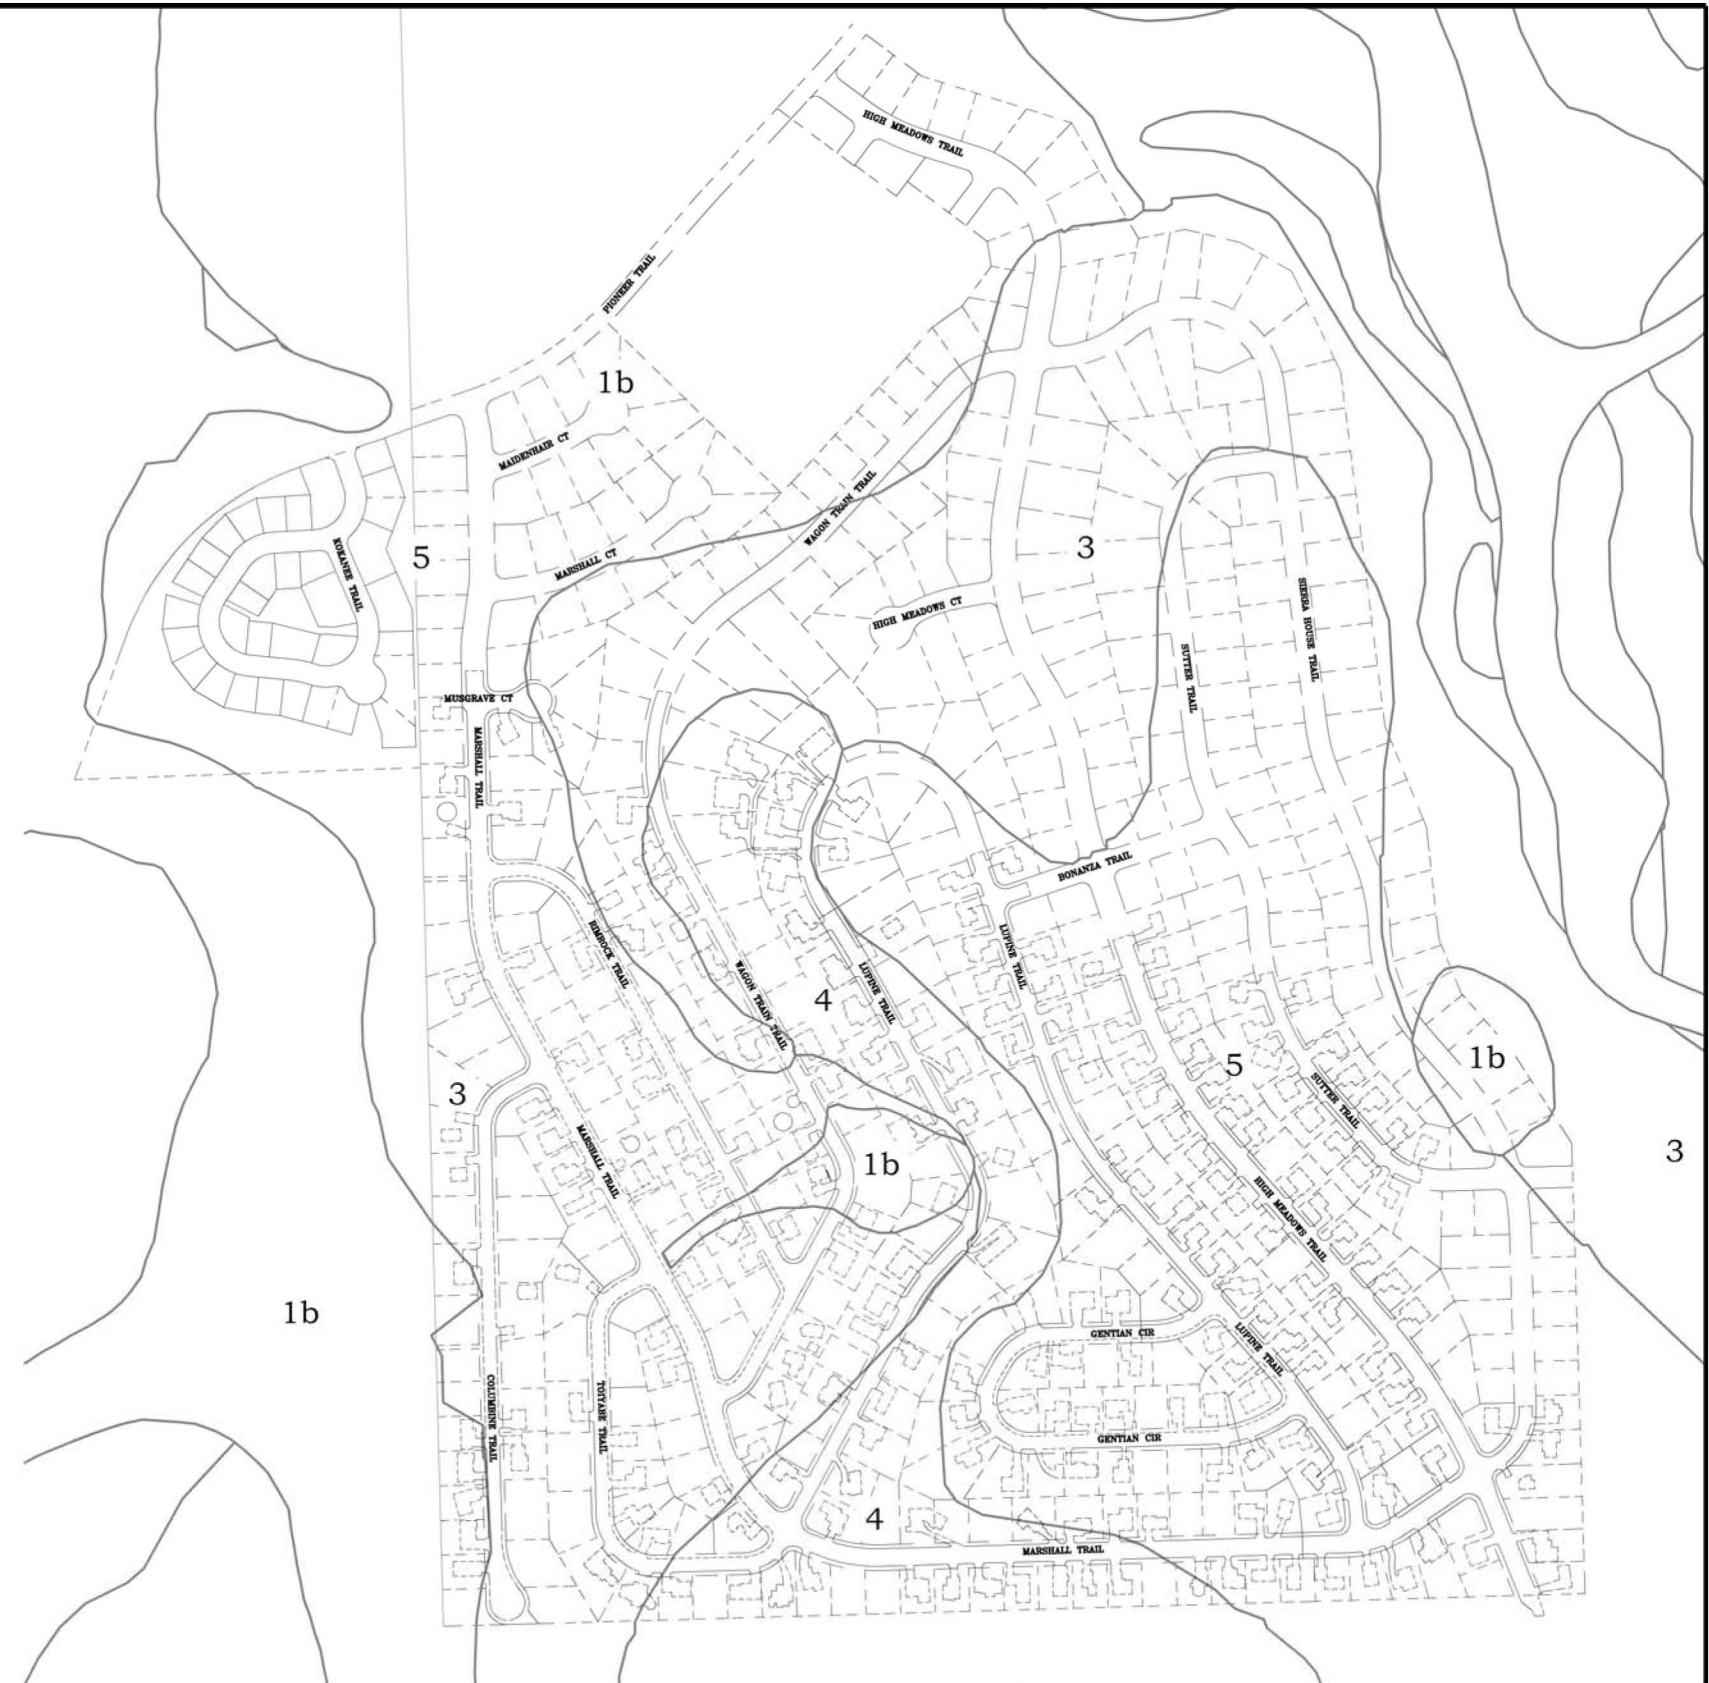 HIGH MEADOWS TRAIL
PIONEER TRAIL
1b
MAIDENHAIR CT
WAGON TRAIN TRAIL
5
KOKANEE TRAIL
MARSHALL CT
3
HIGH MEADOWS CT
SIERRA HOUSE TRAIL
SUTTER TRAIL
MUSGRAVE CT
MARSHALL TRAIL
BONANZA TRAIL
RIMROCK TRAIL
LUPINE TRAIL
WAGON TRAIN TRAIL
4
LUPINE TRAIL
5
1b
3
SUTTER TRAIL
MARSHALL TRAIL
1b
3
HIGH MEADOWS TRAIL
1b
GENTIAN CIR
LUPINE TRAIL
COLUMBINE TRAIL
TOIYABE TRAIL
GENTIAN CIR
4
MARSHALL TRAIL